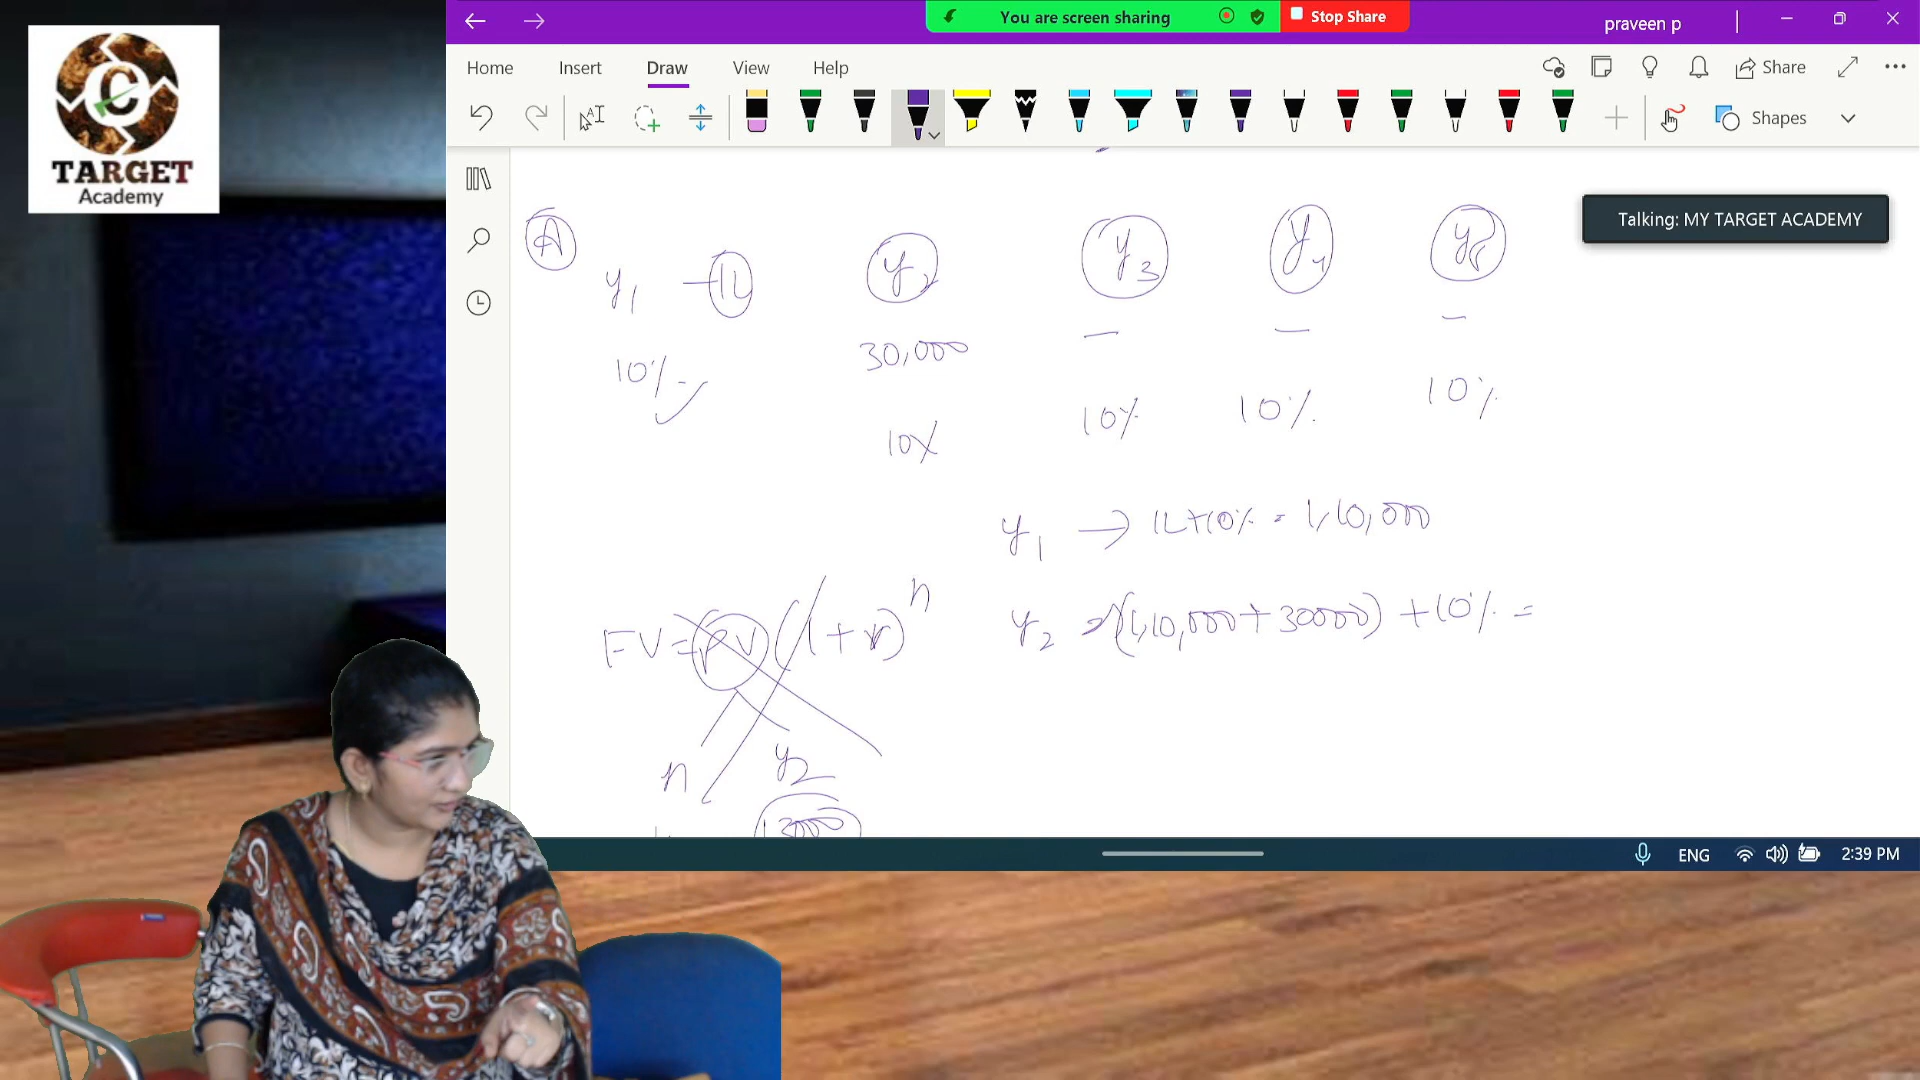 C
TARGET
Academy
You are screen sharing
Stop Share
praveen p
Home Insert Draw View Help
Share
Shapes
Talking: MY TARGET ACADEMY
A
y1 → 1L y2 y3 y4 y5
30,000 - - -
10% 10% 10% 10% 10%
y1 → 1L+10% = 1,10,000
FV = PV (1+r)^n
y2 → (1,10,000+30000) + 10% =
n y2
ENG 2:39 PM